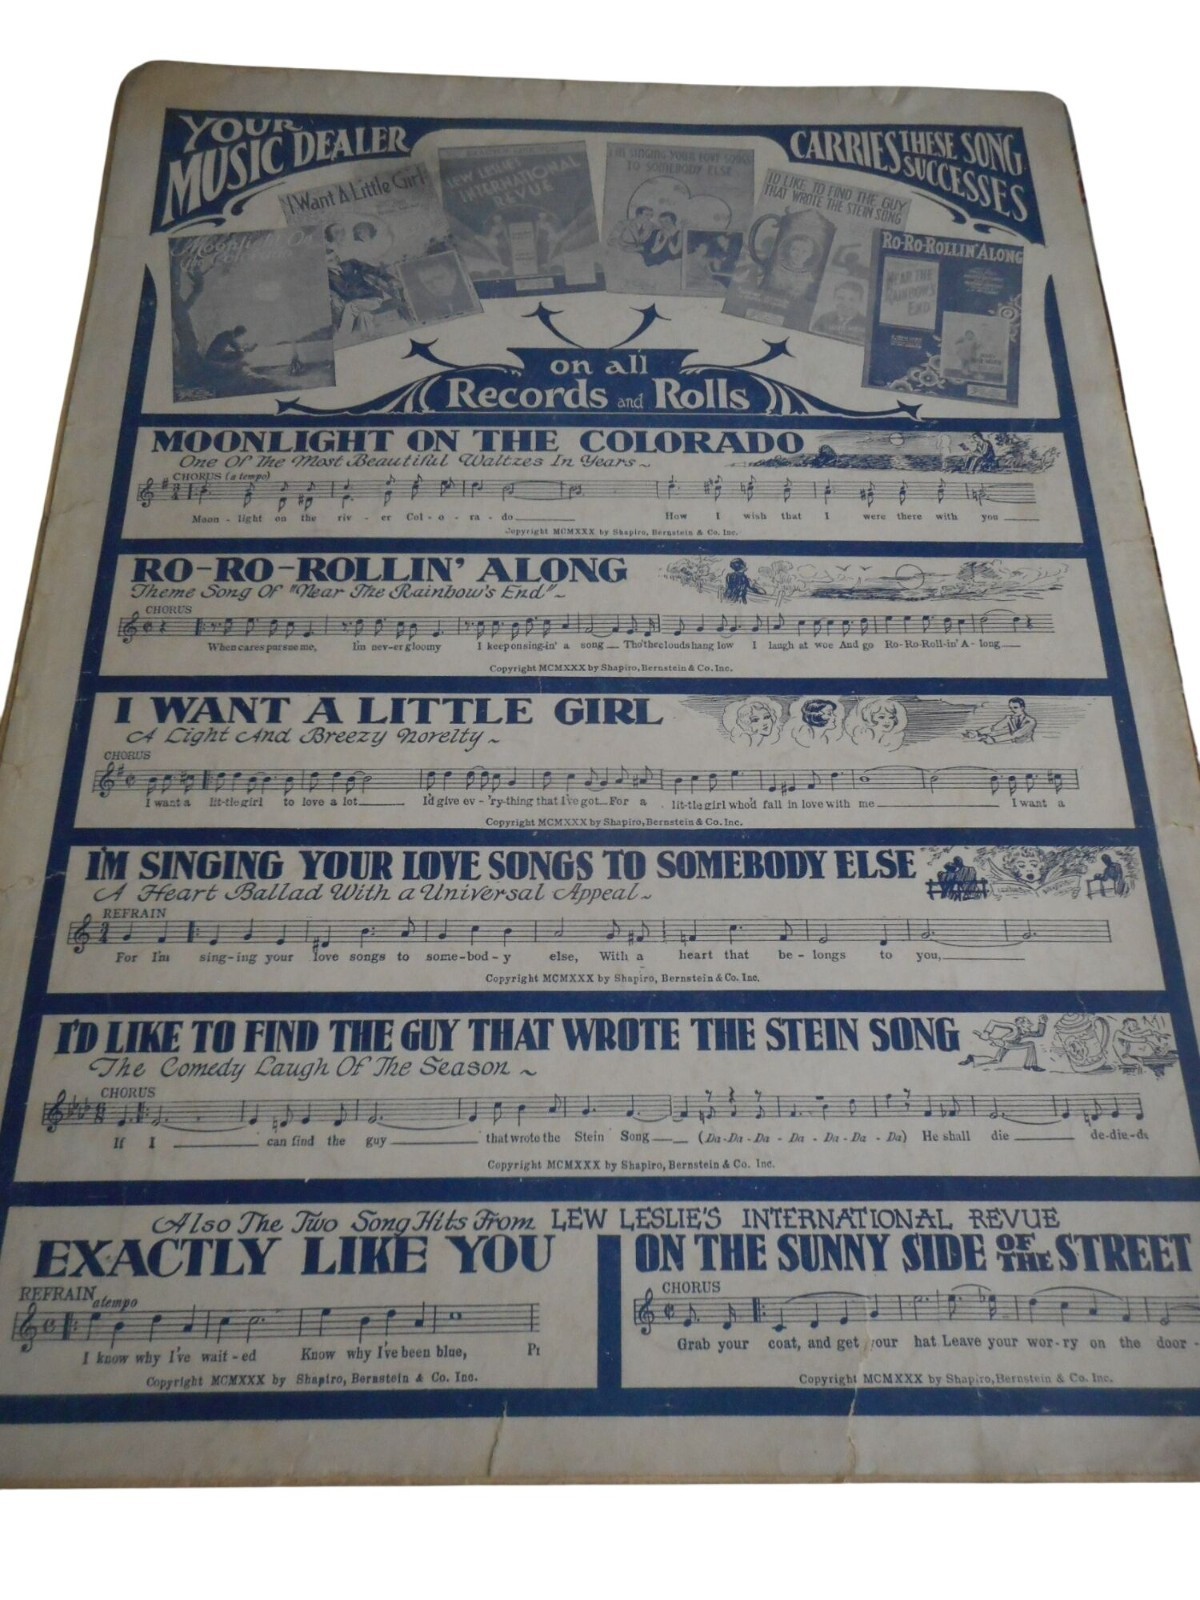 YOUR
MUSIC DEALER
CARRIES THESE SONG
SUCCESSES
Moonlight On
the Colorado
I Want A Little Girl
LEW LESLIE'S
INTERNATIONAL
REVUE
I'M SINGING YOUR LOVE SONGS
TO SOMEBODY ELSE
I'D LIKE TO FIND THE GUY
THAT WROTE THE STEIN SONG
RO-RO-ROLLIN' ALONG
NEAR THE
RAINBOW'S
END
on all
Records and Rolls
MOONLIGHT ON THE COLORADO
One Of The Most Beautiful Waltzes In Years ~
CHORUS (a tempo)
Moon - light on the riv - er Col - o - ra - do ______ How I wish that I were there with you ____
Copyright MCMXXX by Shapiro, Bernstein & Co. Inc.
RO-RO-ROLLIN' ALONG
Theme Song Of "Near The Rainbow's End" ~
CHORUS
When cares pursue me, I'm nev-er gloomy I keep on sing-in' a song__ Tho' the clouds hang low I laugh at woe And go Ro-Ro-Roll-in' A-long___
Copyright MCMXXX by Shapiro, Bernstein & Co. Inc.
I WANT A LITTLE GIRL
A Light And Breezy Novelty ~
CHORUS
I want a lit-tle girl to love a lot_____ I'd give ev-'ry-thing that I've got__ For a lit-tle girl who'd fall in love with me ______ I want a
Copyright MCMXXX by Shapiro, Bernstein & Co. Inc.
I'M SINGING YOUR LOVE SONGS TO SOMEBODY ELSE
A Heart Ballad With a Universal Appeal ~
REFRAIN
For I'm sing-ing your love songs to some-bod-y else, With a heart that be-longs to you,______
Copyright MCMXXX by Shapiro, Bernstein & Co. Inc.
I'D LIKE TO FIND THE GUY THAT WROTE THE STEIN SONG
The Comedy Laugh Of The Season ~
CHORUS
If I ______ can find the guy ______ that wrote the Stein Song____ (Da-Da-Da-Da-Da-Da-Da) He shall die _____ de-die-de
Copyright MCMXXX by Shapiro, Bernstein & Co. Inc.
Also The Two Song Hits From LEW LESLIE'S INTERNATIONAL REVUE
EXACTLY LIKE YOU
REFRAIN
a tempo
I know why I've wait-ed Know why I've been blue,
Copyright MCMXXX by Shapiro, Bernstein & Co. Inc.
ON THE SUNNY SIDE OF THE STREET
CHORUS
Grab your coat, and get your hat Leave your wor-ry on the door-
Copyright MCMXXX by Shapiro, Bernstein & Co. Inc.